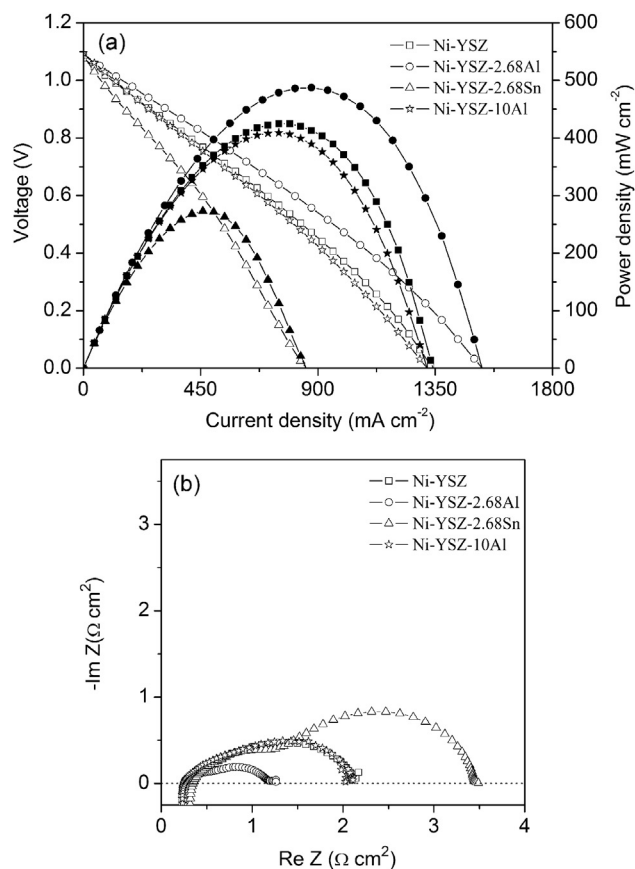 (a)
Ni-YSZ
Ni-YSZ-2.68Al
Ni-YSZ-2.68Sn
Ni-YSZ-10Al
Voltage (V)
1.2
1.0
0.8
0.6
0.4
0.2
0.0
Power density (mW cm⁻²)
600
500
400
300
200
100
0
0 450 900 1350 1800
Current density (mA cm⁻²)
(b)
Ni-YSZ
Ni-YSZ-2.68Al
Ni-YSZ-2.68Sn
Ni-YSZ-10Al
-Im Z(Ω cm²)
3
2
1
0
0 1 2 3 4
Re Z (Ω cm²)